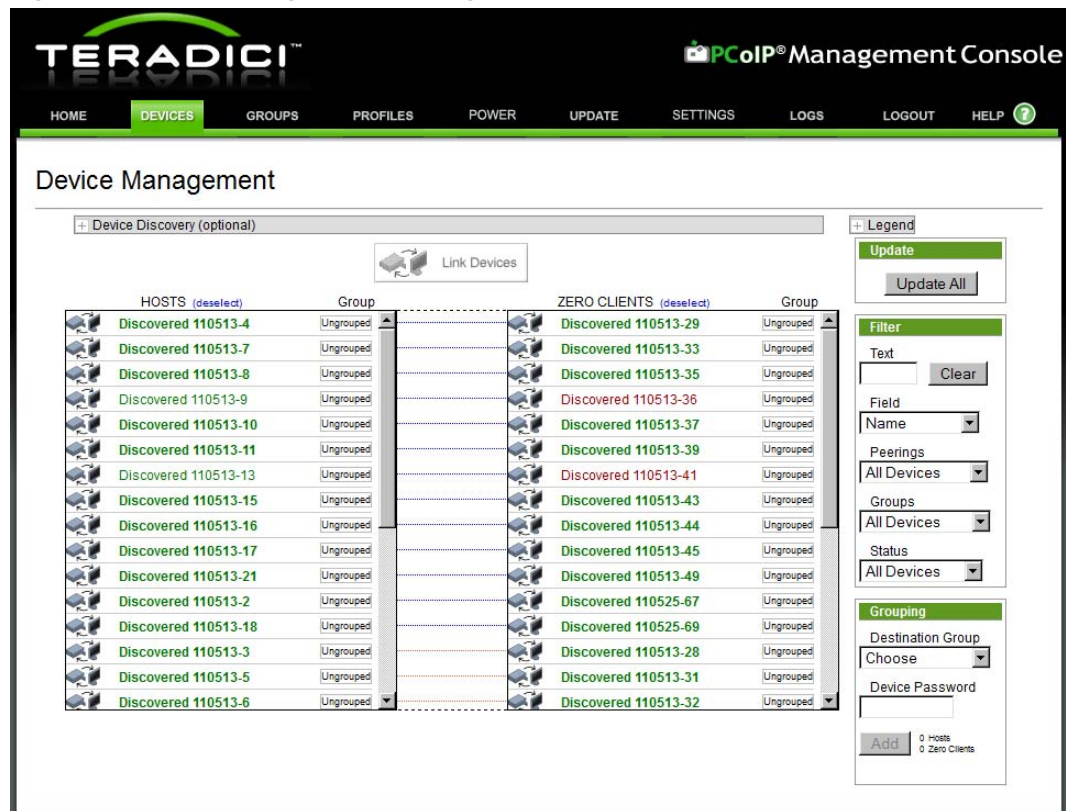 TERADICI™
PCoIP® Management Console
HOME DEVICES GROUPS PROFILES POWER UPDATE SETTINGS LOGS LOGOUT HELP ?
Device Management
+ Device Discovery (optional)
+ Legend
Link Devices
Update
Update All
HOSTS (deselect) Group ZERO CLIENTS (deselect) Group
Discovered 110513-4 Ungrouped Discovered 110513-29 Ungrouped
Discovered 110513-7 Ungrouped Discovered 110513-33 Ungrouped
Discovered 110513-8 Ungrouped Discovered 110513-35 Ungrouped
Discovered 110513-9 Ungrouped Discovered 110513-36 Ungrouped
Discovered 110513-10 Ungrouped Discovered 110513-37 Ungrouped
Discovered 110513-11 Ungrouped Discovered 110513-39 Ungrouped
Discovered 110513-13 Ungrouped Discovered 110513-41 Ungrouped
Discovered 110513-15 Ungrouped Discovered 110513-43 Ungrouped
Discovered 110513-16 Ungrouped Discovered 110513-44 Ungrouped
Discovered 110513-17 Ungrouped Discovered 110513-45 Ungrouped
Discovered 110513-21 Ungrouped Discovered 110513-49 Ungrouped
Discovered 110513-2 Ungrouped Discovered 110525-67 Ungrouped
Discovered 110513-18 Ungrouped Discovered 110525-69 Ungrouped
Discovered 110513-3 Ungrouped Discovered 110513-28 Ungrouped
Discovered 110513-5 Ungrouped Discovered 110513-31 Ungrouped
Discovered 110513-6 Ungrouped Discovered 110513-32 Ungrouped
Filter
Text
Clear
Field
Name
Peerings
All Devices
Groups
All Devices
Status
All Devices
Grouping
Destination Group
Choose
Device Password
Add
0 Hosts
0 Zero Clients